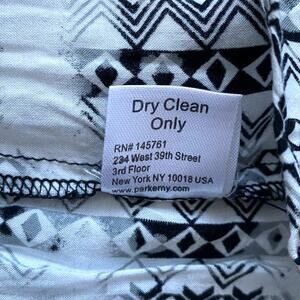 Dry Clean
Only
RN# 145761
234 West 39th Street
3rd Floor
New York NY 10018 USA
www.parkerny.com